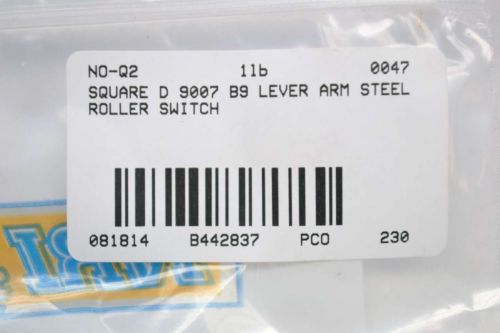 NO-Q2 1lb 0047
SQUARE D 9007 B9 LEVER ARM STEEL
ROLLER SWITCH
081814 B442837 PCO 230